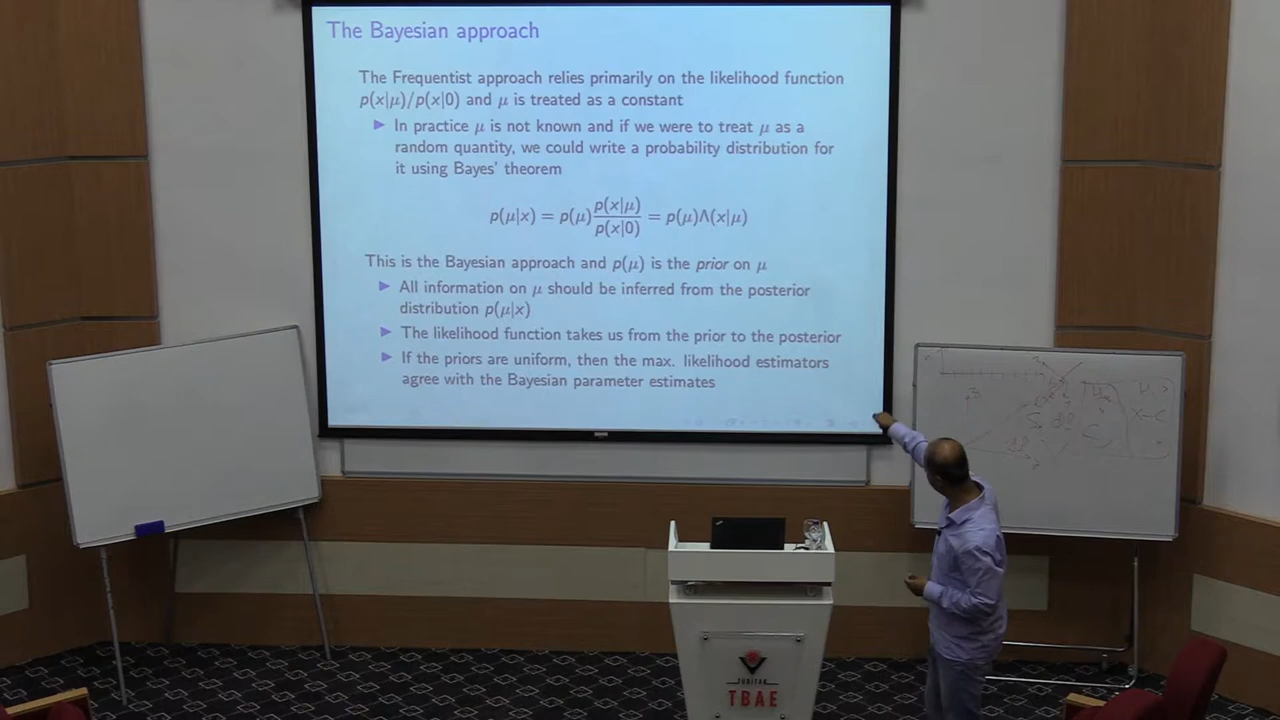 The Bayesian approach
The Frequentist approach relies primarily on the likelihood function
p(x|μ)/p(x|0) and μ is treated as a constant
▶ In practice μ is not known and if we were to treat μ as a
random quantity, we could write a probability distribution for
it using Bayes' theorem
p(μ|x) = p(μ) p(x|μ)/p(x|0) = p(μ)Λ(x|μ)
This is the Bayesian approach and p(μ) is the prior on μ
▶ All information on μ should be inferred from the posterior
distribution p(μ|x)
▶ The likelihood function takes us from the prior to the posterior
▶ If the priors are uniform, then the max. likelihood estimators
agree with the Bayesian parameter estimates
TÜBİTAK
TBAE